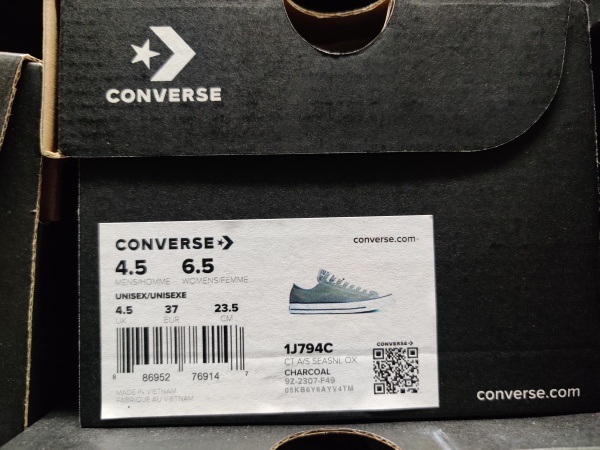 CONVERSE
CONVERSE
converse.com
4.5 6.5
MENS/HOMME WOMENS/FEMME
UNISEX/UNISEXE
4.5 37 23.5
UK EUR CM
8 86952 76914 7
MADE IN VIETNAM
FABRIQUE AU VIETNAM
1J794C
CT A/S SEASNL OX
CHARCOAL
9Z-2307-F49
05KB6Y6AYV4TM
CONVERSE
converse.com